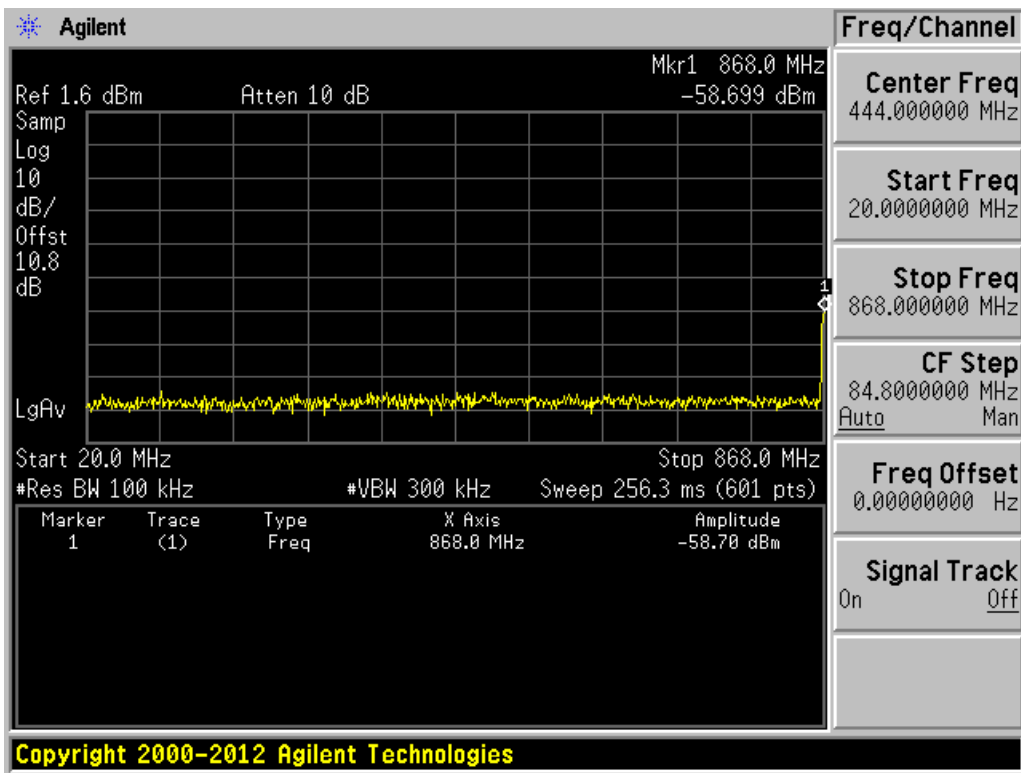 Agilent
Freq/Channel
Mkr1 868.0 MHz
Ref 1.6 dBm Atten 10 dB -58.699 dBm
Samp
Log
10
dB/
Offst
10.8
dB
1
LgAv
Start 20.0 MHz Stop 868.0 MHz
#Res BW 100 kHz #VBW 300 kHz Sweep 256.3 ms (601 pts)
Marker Trace Type X Axis Amplitude
1 (1) Freq 868.0 MHz -58.70 dBm
Center Freq
444.000000 MHz
Start Freq
20.0000000 MHz
Stop Freq
868.000000 MHz
CF Step
84.8000000 MHz
Auto Man
Freq Offset
0.00000000 Hz
Signal Track
On Off
Copyright 2000-2012 Agilent Technologies